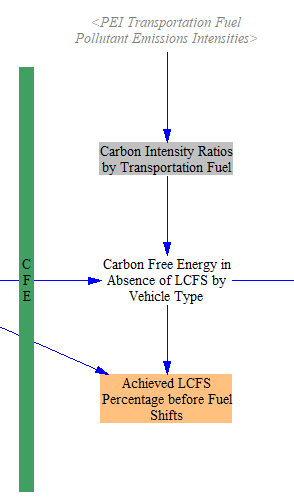 <PEI Transportation Fuel
Pollutant Emissions Intensities>
Carbon Intensity Ratios
by Transportation Fuel
C
F
E
Carbon Free Energy in
Absence of LCFS by
Vehicle Type
Achieved LCFS
Percentage before Fuel
Shifts